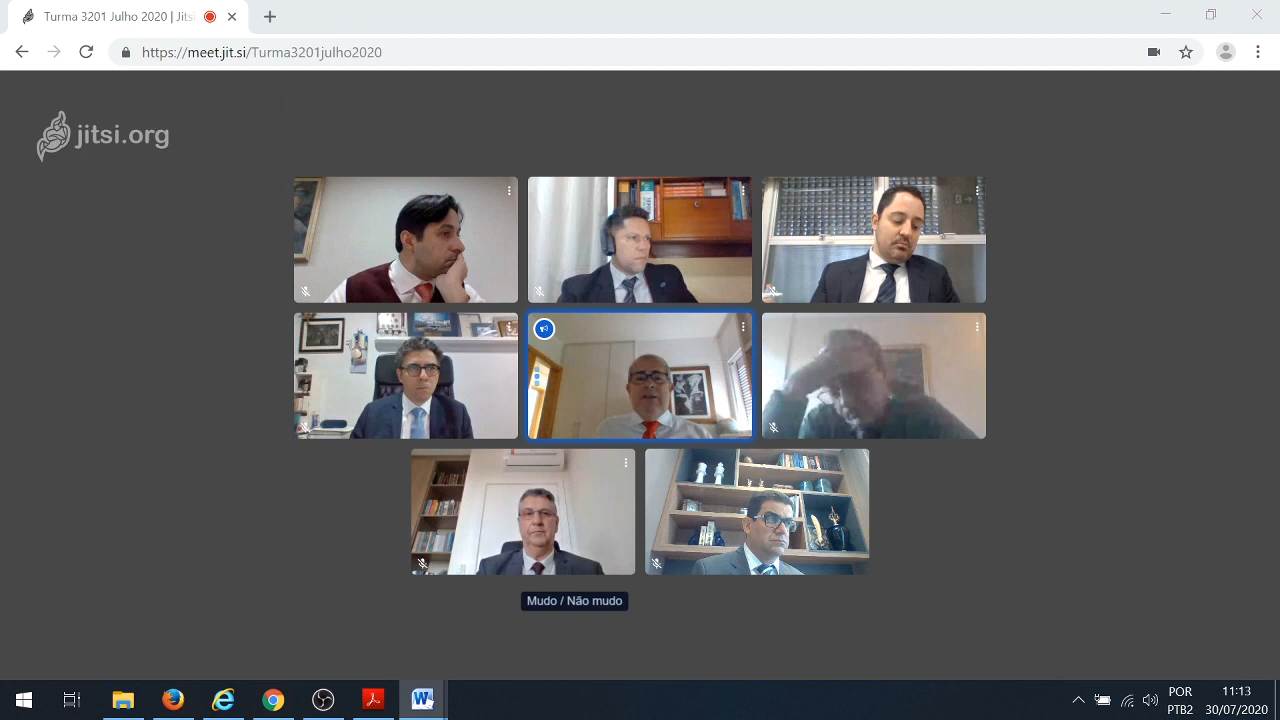 Turma 3201 Julho 2020 | Jitsi
https://meet.jit.si/Turma3201julho2020
jitsi.org
Mudo / Não mudo
POR
11:13
PTB2
30/07/2020